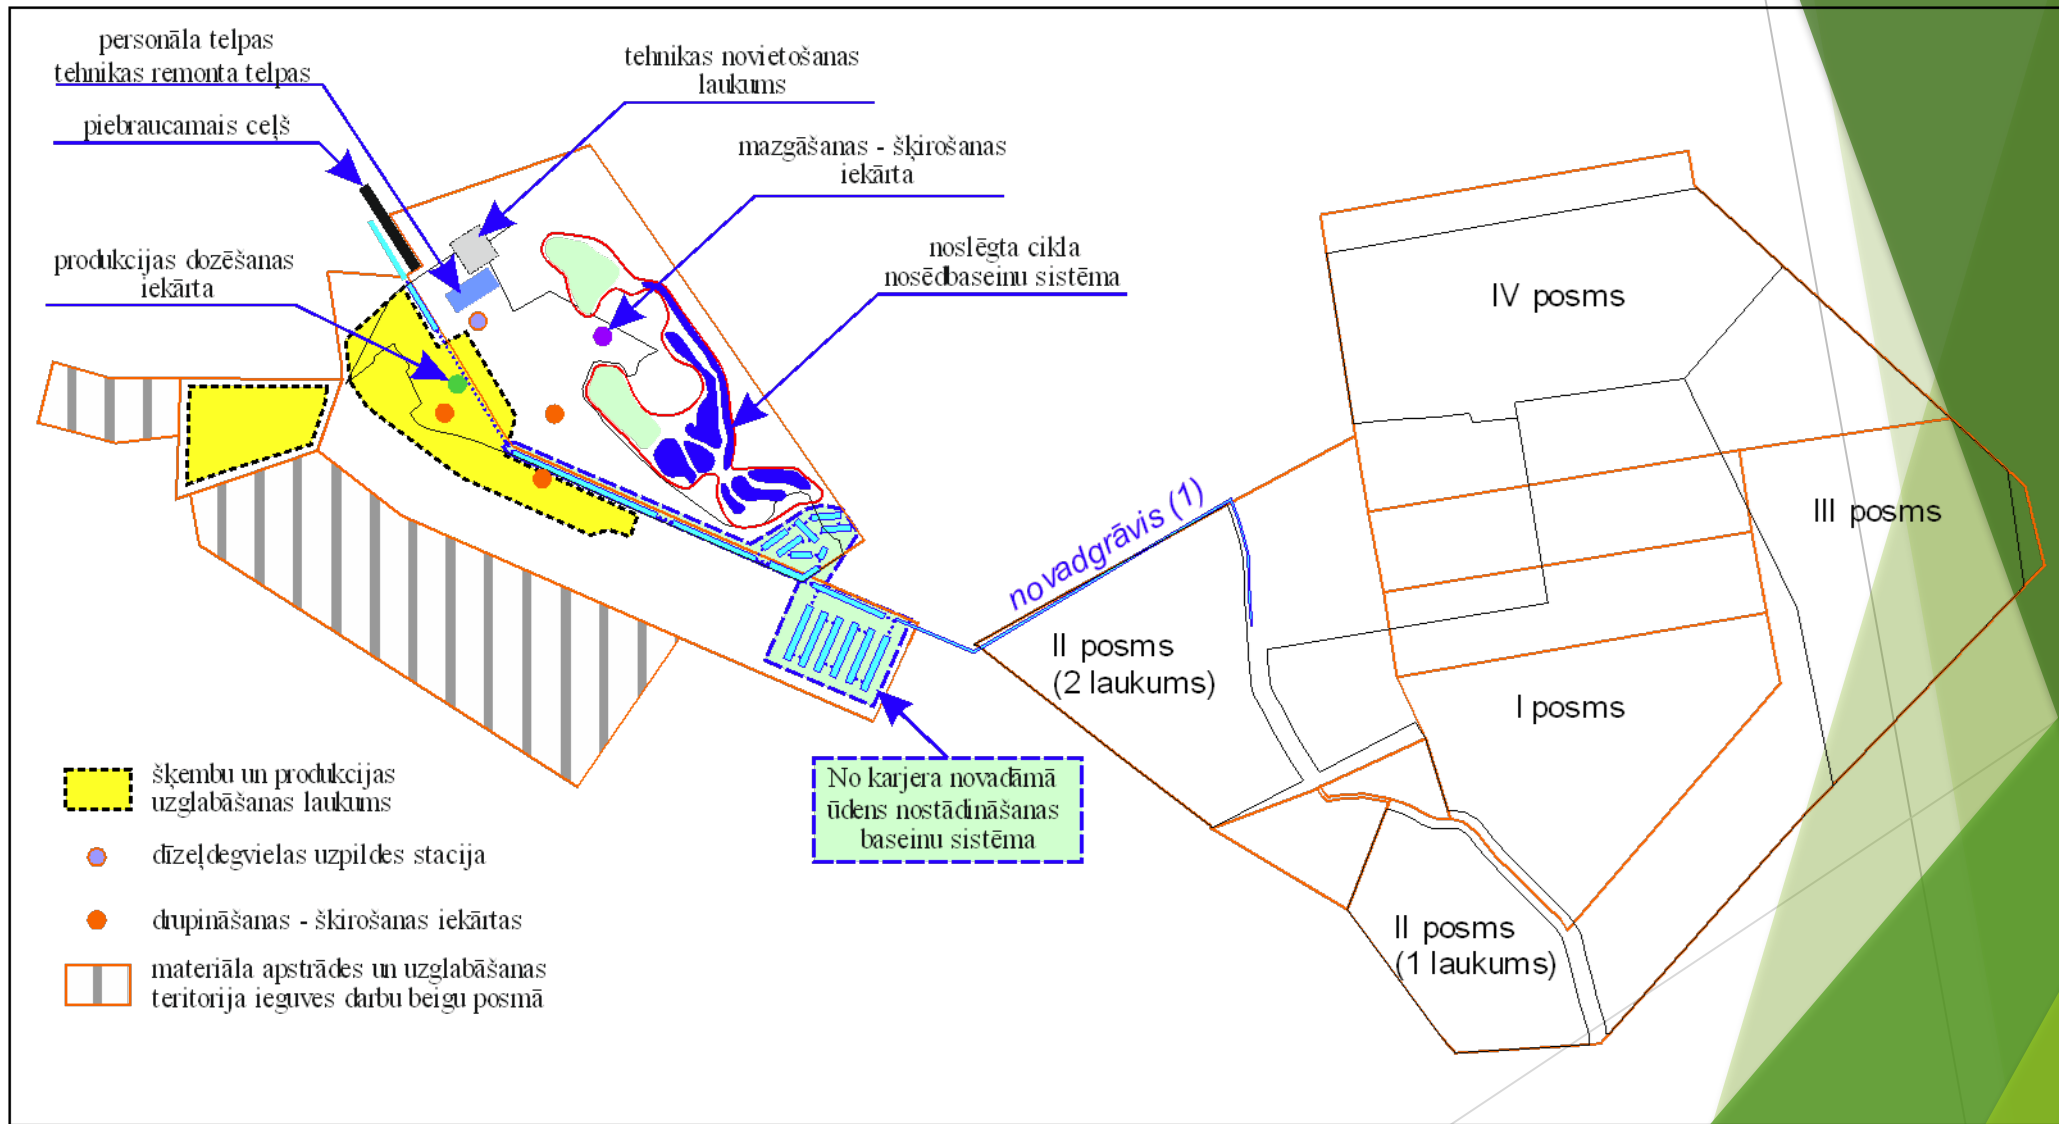 personāla telpas
tehnikas remonta telpas
piebraucamais ceļš
produkcijas dozēšanas
iekārta
tehnikas novietošanas
laukums
mazgāšanas - šķirošanas
iekārta
noslēgta cikla
nosēdbaseinu sistēma
novadgrāvis (1)
IV posms
III posms
II posms
(2 laukums)
I posms
II posms
(1 laukums)
No karjera novadāmā
ūdens nostādināšanas
baseinu sistēma
šķembu un produkcijas
uzglabāšanas laukums
dīzeļdegvielas uzpildes stacija
drupināšanas - škirošanas iekārtas
materiāla apstrādes un uzglabāšanas
teritorija ieguves darbu beigu posmā